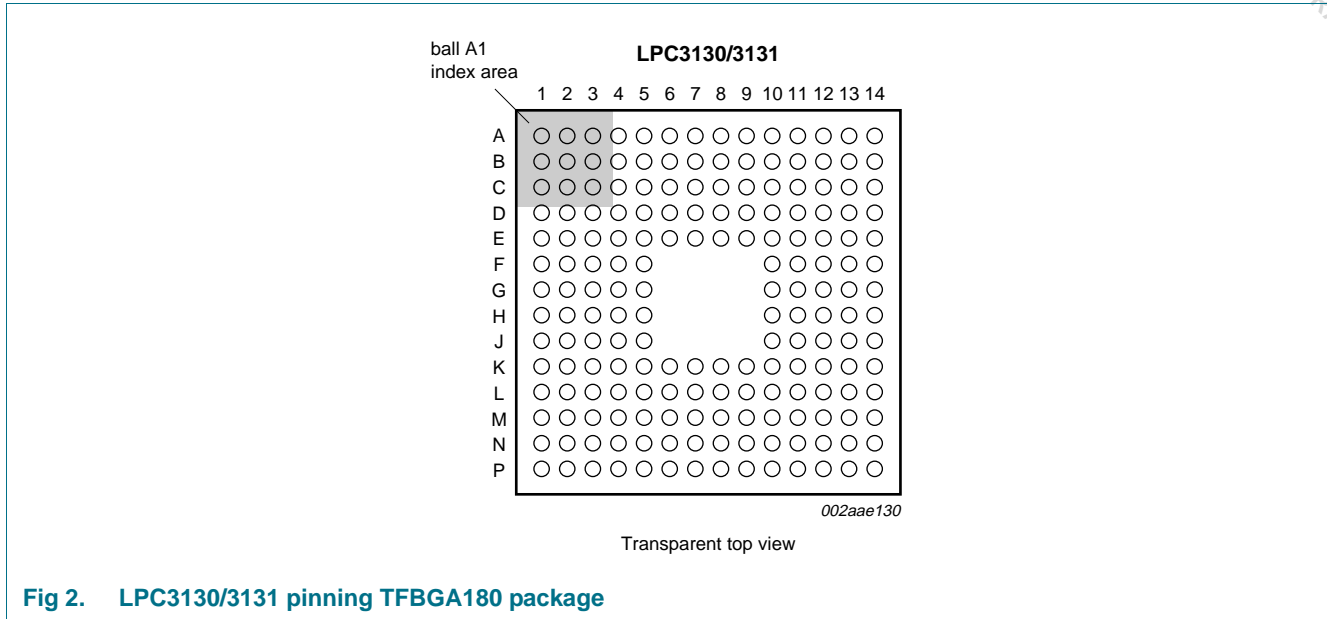 ball A1
index area
LPC3130/3131
1 2 3 4 5 6 7 8 9 10 11 12 13 14
A
B
C
D
E
F
G
H
J
K
L
M
N
P
002aae130
Transparent top view
Fig 2. LPC3130/3131 pinning TFBGA180 package